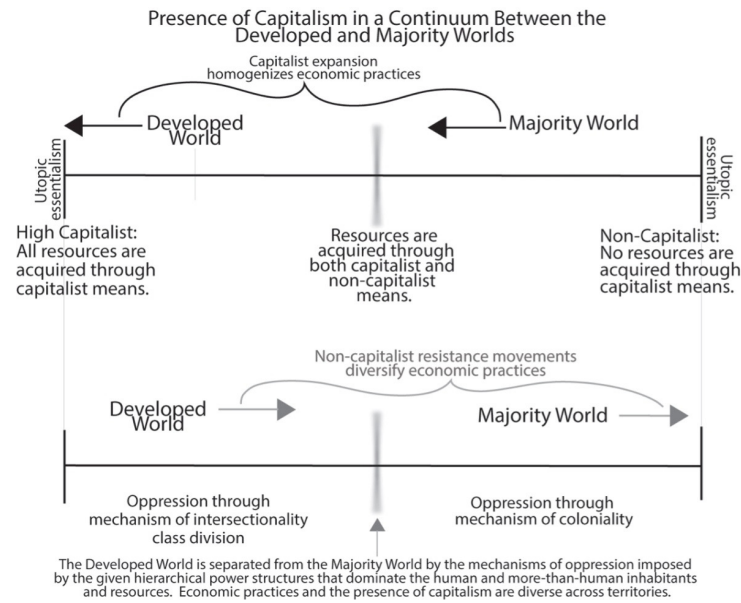 Presence of Capitalism in a Continuum Between the
Developed and Majority Worlds
Capitalist expansion
homogenizes economic practices
Developed
World
Majority World
Utopic
essentialism
Utopic
essentialism
High Capitalist:
All resources are
acquired through
capitalist means.
Resources are
acquired through
both capitalist and
non-capitalist
means.
Non-Capitalist:
No resources are
acquired through
capitalist means.
Non-capitalist resistance movements
diversify economic practices
Developed
World
Majority World
Oppression through
mechanism of intersectionality
class division
Oppression through
mechanism of coloniality
The Developed World is separated from the Majority World by the mechanisms of oppression imposed
by the given hierarchical power structures that dominate the human and more-than-human inhabitants
and resources. Economic practices and the presence of capitalism are diverse across territories.